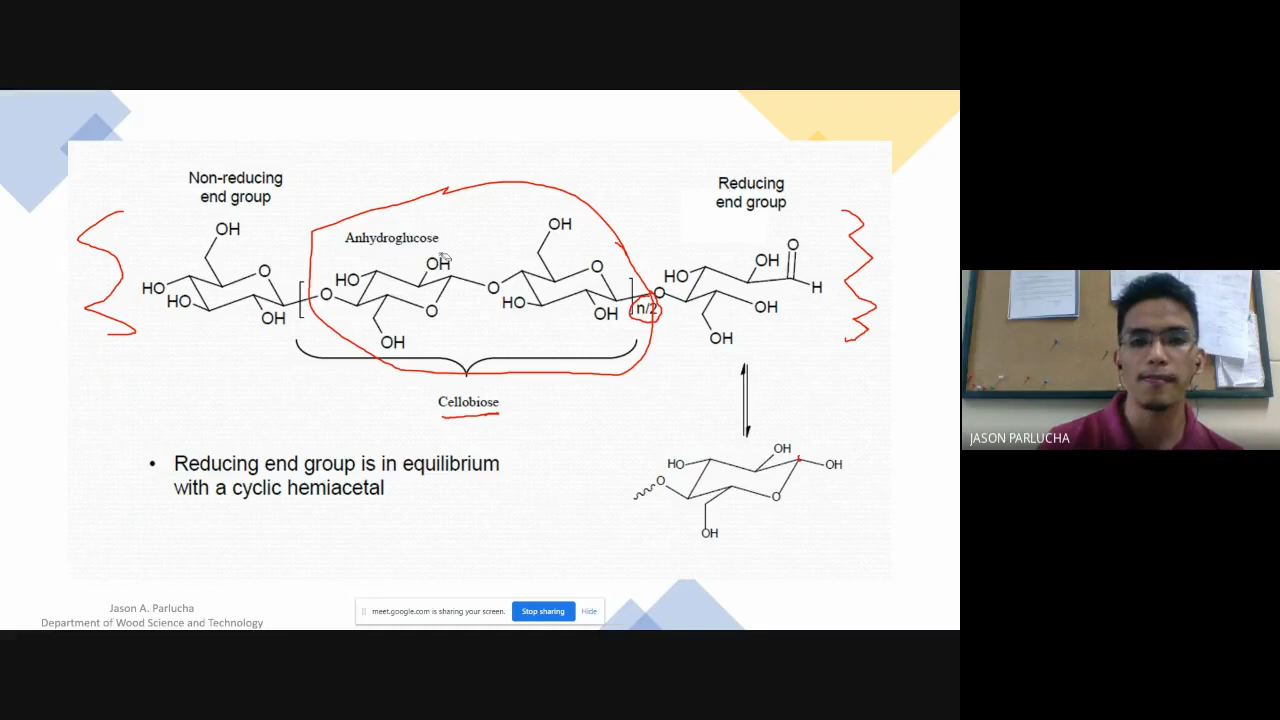 Non-reducing
end group
Reducing
end group
OH
OH
Anhydroglucose
O
OH
HO
O
OH
O
HO
HO
OH
HO
O
O
O
HO
OH
n/2
O
HO
OH
O
H
OH
OH
OH
Cellobiose
HO
OH
OH
O
O
OH
• Reducing end group is in equilibrium
with a cyclic hemiacetal
JASON PARLUCHA
Jason A. Parlucha
Department of Wood Science and Technology
meet.google.com is sharing your screen.
Stop sharing
Hide